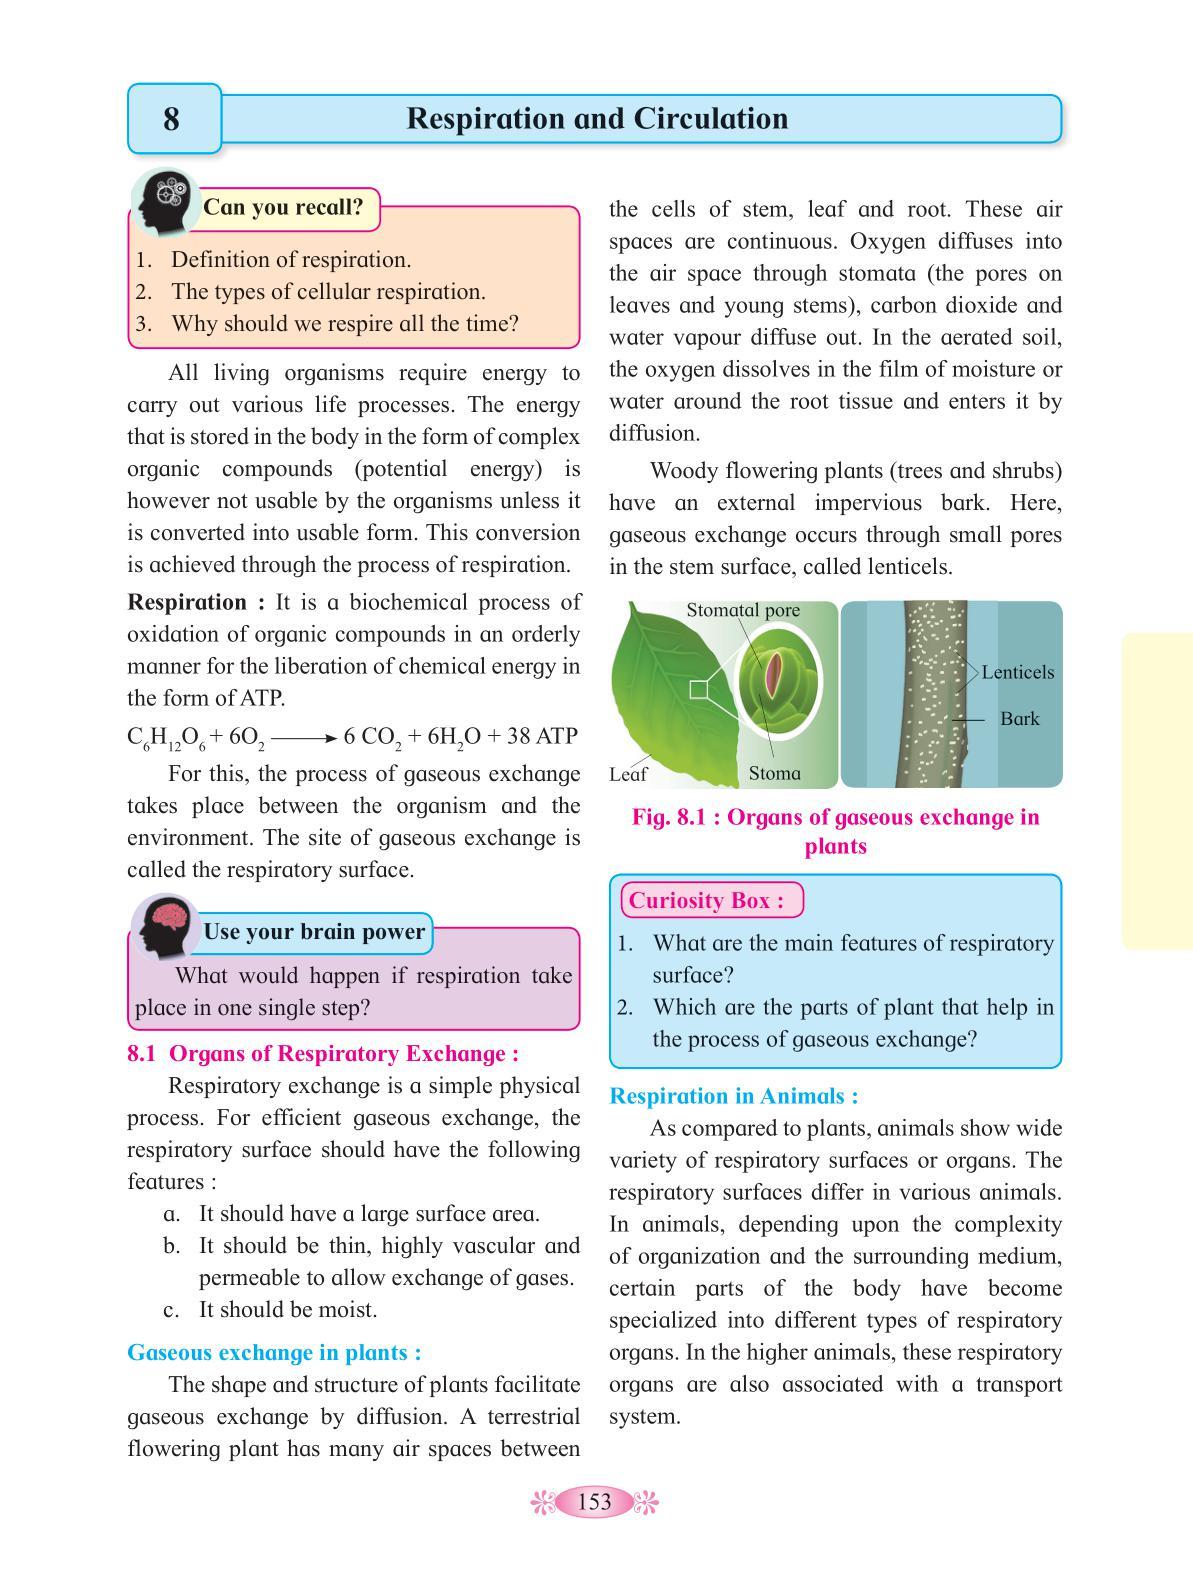 8
Respiration and Circulation
Can you recall?
1. Definition of respiration.
2. The types of cellular respiration.
3. Why should we respire all the time?
All living organisms require energy to
carry out various life processes. The energy
that is stored in the body in the form of complex
organic compounds (potential energy) is
however not usable by the organisms unless it
is converted into usable form. This conversion
is achieved through the process of respiration.
Respiration : It is a biochemical process of
oxidation of organic compounds in an orderly
manner for the liberation of chemical energy in
the form of ATP.
C₆H₁₂O₆ + 6O₂ ⟶ 6 CO₂ + 6H₂O + 38 ATP
For this, the process of gaseous exchange
takes place between the organism and the
environment. The site of gaseous exchange is
called the respiratory surface.
Use your brain power
What would happen if respiration take
place in one single step?
8.1 Organs of Respiratory Exchange :
Respiratory exchange is a simple physical
process. For efficient gaseous exchange, the
respiratory surface should have the following
features :
a. It should have a large surface area.
b. It should be thin, highly vascular and
permeable to allow exchange of gases.
c. It should be moist.
Gaseous exchange in plants :
The shape and structure of plants facilitate
gaseous exchange by diffusion. A terrestrial
flowering plant has many air spaces between
the cells of stem, leaf and root. These air
spaces are continuous. Oxygen diffuses into
the air space through stomata (the pores on
leaves and young stems), carbon dioxide and
water vapour diffuse out. In the aerated soil,
the oxygen dissolves in the film of moisture or
water around the root tissue and enters it by
diffusion.
Woody flowering plants (trees and shrubs)
have an external impervious bark. Here,
gaseous exchange occurs through small pores
in the stem surface, called lenticels.
Stomatal pore
Lenticels
Bark
Leaf
Stoma
Fig. 8.1 : Organs of gaseous exchange in
plants
Curiosity Box :
1. What are the main features of respiratory
surface?
2. Which are the parts of plant that help in
the process of gaseous exchange?
Respiration in Animals :
As compared to plants, animals show wide
variety of respiratory surfaces or organs. The
respiratory surfaces differ in various animals.
In animals, depending upon the complexity
of organization and the surrounding medium,
certain parts of the body have become
specialized into different types of respiratory
organs. In the higher animals, these respiratory
organs are also associated with a transport
system.
153